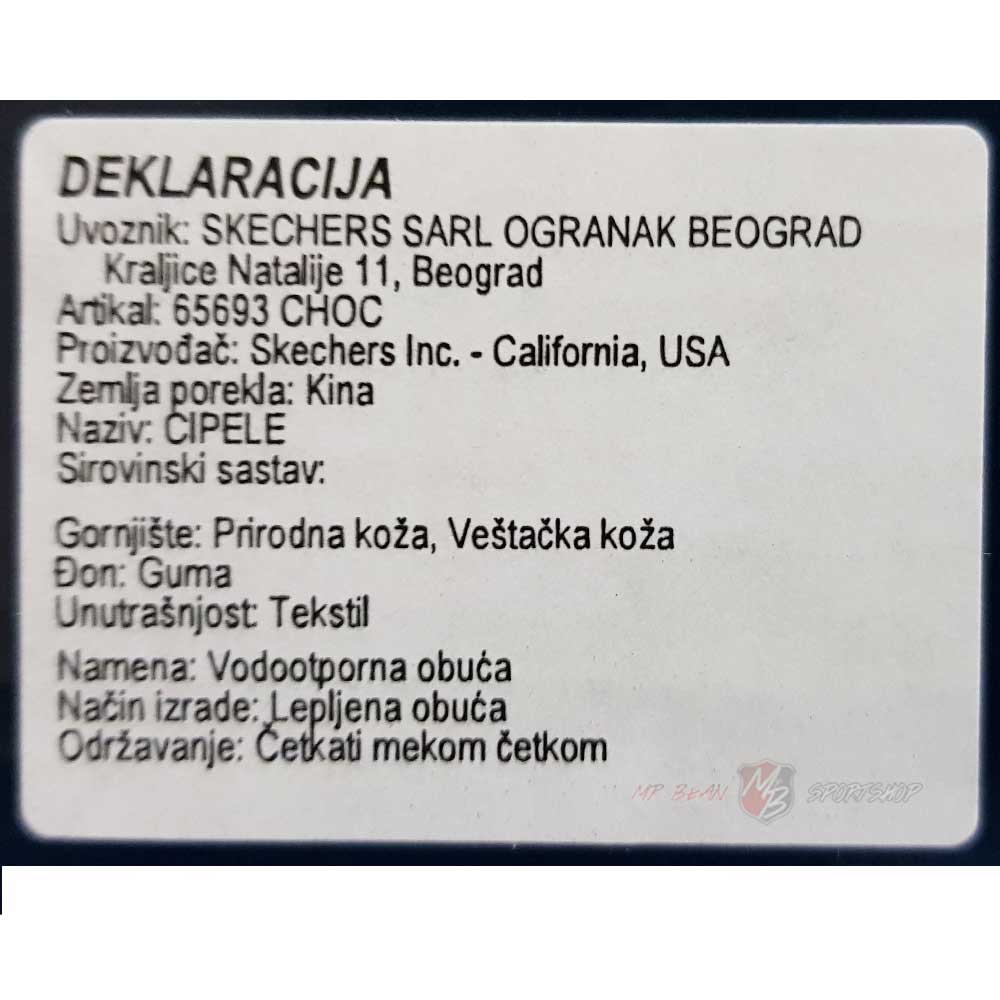 DEKLARACIJA
Uvoznik: SKECHERS SARL OGRANAK BEOGRAD
Kraljice Natalije 11, Beograd
Artikal: 65693 CHOC
Proizvođač: Skechers Inc. - California, USA
Zemlja porekla: Kina
Naziv: CIPELE
Sirovinski sastav:
Gornjište: Prirodna koža, Veštačka koža
Đon: Guma
Unutrašnjost: Tekstil
Namena: Vodootporna obuća
Način izrade: Lepljena obuća
Održavanje: Četkati mekom četkom
MR BEAN MB SPORTSHOP